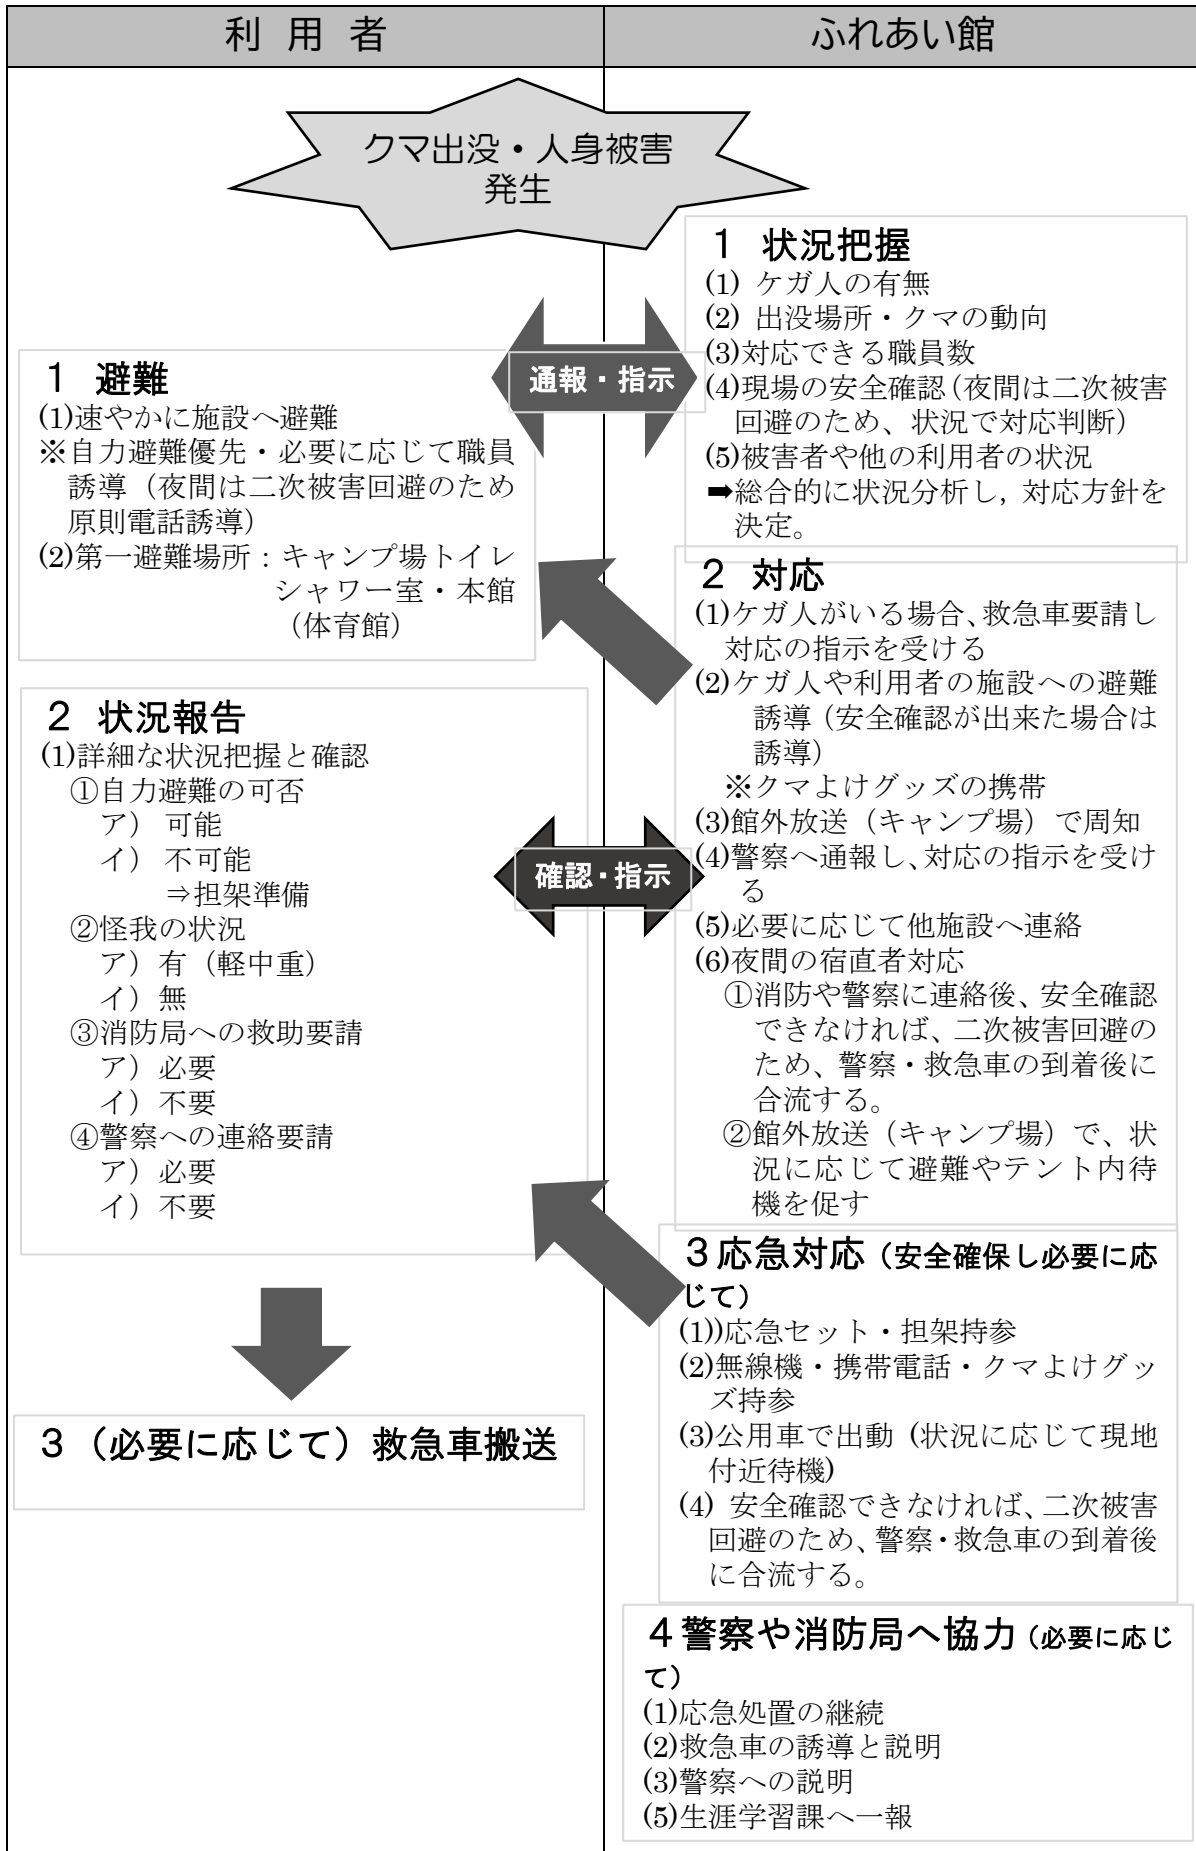 利用者
ふれあい館
クマ出没・人身被害
発生
通報・指示
1 避難
(1)速やかに施設へ避難
※自力避難優先・必要に応じて職員
誘導（夜間は二次被害回避のため
原則電話誘導）
(2)第一避難場所：キャンプ場トイレ
シャワー室・本館
（体育館）
2 状況報告
(1)詳細な状況把握と確認
①自力避難の可否
ア） 可能
イ） 不可能
⇒担架準備
②怪我の状況
ア）有（軽中重）
イ）無
③消防局への救助要請
ア）必要
イ）不要
④警察への連絡要請
ア）必要
イ）不要
確認・指示
3（必要に応じて）救急車搬送
1 状況把握
(1) ケガ人の有無
(2) 出没場所・クマの動向
(3)対応できる職員数
(4)現場の安全確認（夜間は二次被害
回避のため、状況で対応判断）
(5)被害者や他の利用者の状況
➡総合的に状況分析し, 対応方針を
決定。
2 対応
(1)ケガ人がいる場合、救急車要請し
対応の指示を受ける
(2)ケガ人や利用者の施設への避難
誘導（安全確認が出来た場合は
誘導）
※クマよけグッズの携帯
(3)館外放送（キャンプ場）で周知
(4)警察へ通報し、対応の指示を受け
る
(5)必要に応じて他施設へ連絡
(6)夜間の宿直者対応
①消防や警察に連絡後、安全確認
できなければ、二次被害回避の
ため、警察・救急車の到着後に
合流する。
②館外放送（キャンプ場）で、状
況に応じて避難やテント内待
機を促す
3応急対応（安全確保し必要に応
じて）
(1))応急セット・担架持参
(2)無線機・携帯電話・クマよけグッ
ズ持参
(3)公用車で出動 (状況に応じて現地
付近待機)
(4) 安全確認できなければ、二次被害
回避のため、警察・救急車の到着後
に合流する。
4警察や消防局へ協力（必要に応じ
て）
(1)応急処置の継続
(2)救急車の誘導と説明
(3)警察への説明
(5)生涯学習課へ一報